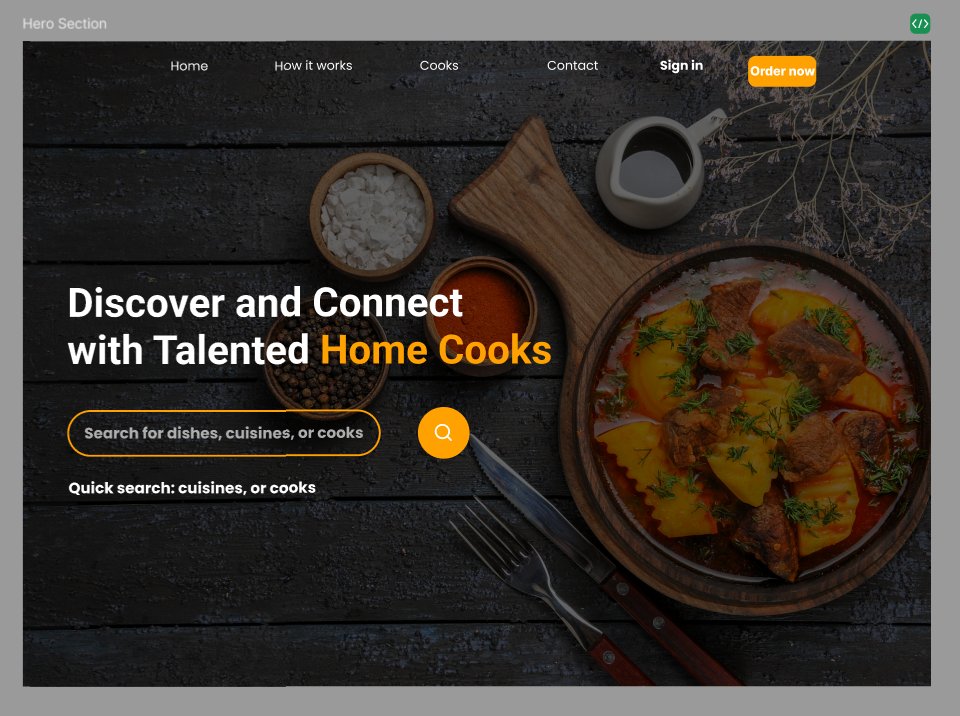 Hero Section
Home How it works Cooks Contact Sign in Order now
Discover and Connect
with Talented Home Cooks
Search for dishes, cuisines, or cooks
Quick search: cuisines, or cooks